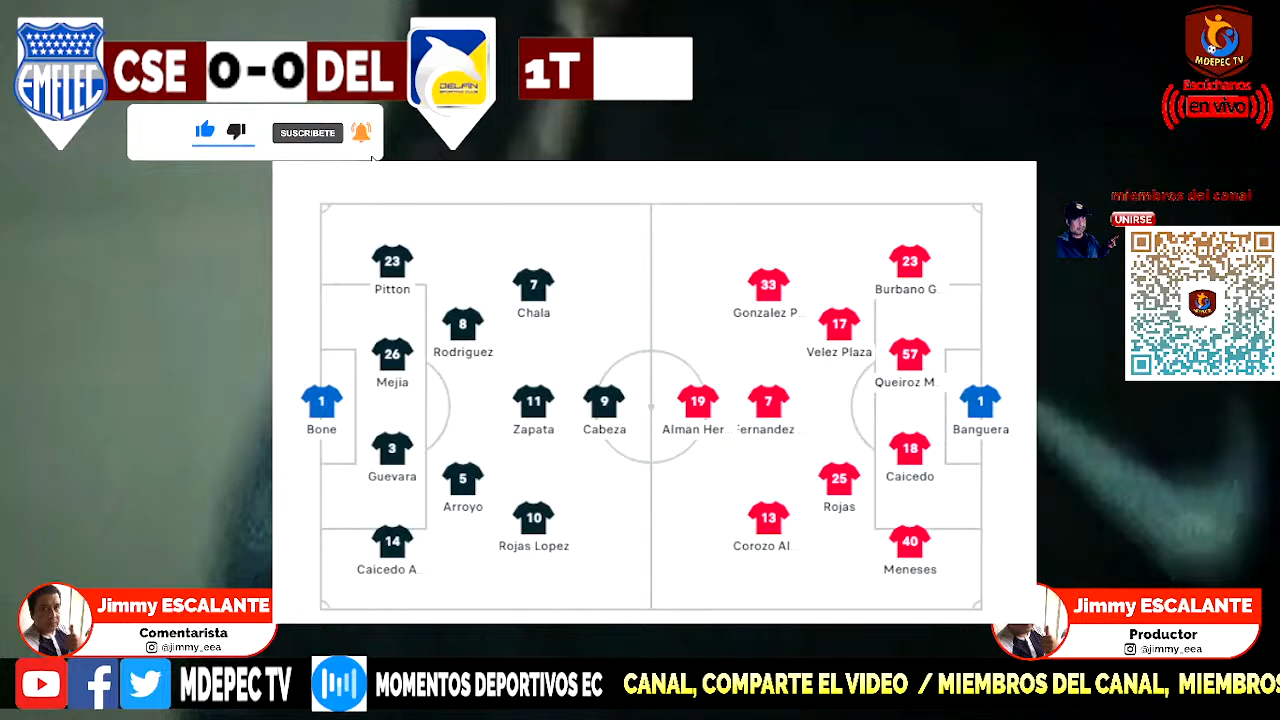 EMELEC
CSE 0-0 DEL
DELFIN
SPORTING CLUB
1T
MDEPEC TV
Escúchanos
en vivo
SUSCRIBETE
miembros del canal
UNIRSE
23
Pitton
7
Chala
33
Gonzalez P...
23
Burbano G.
8
Rodriguez
17
Velez Plaza
26
Mejia
57
Queiroz M.
1
Bone
11
Zapata
9
Cabeza
19
Alman Her...
7
Fernandez ...
1
Banguera
3
Guevara
18
Caicedo
5
Arroyo
25
Rojas
10
Rojas Lopez
13
Corozo Al...
14
Caicedo A..
40
Meneses
Jimmy ESCALANTE
Comentarista
@jimmy_eea
Jimmy ESCALANTE
Productor
@jimmy_eea
MDEPEC TV
MOMENTOS DEPORTIVOS EC
CANAL, COMPARTE EL VIDEO / MIEMBROS DEL CANAL, MIEMBROS